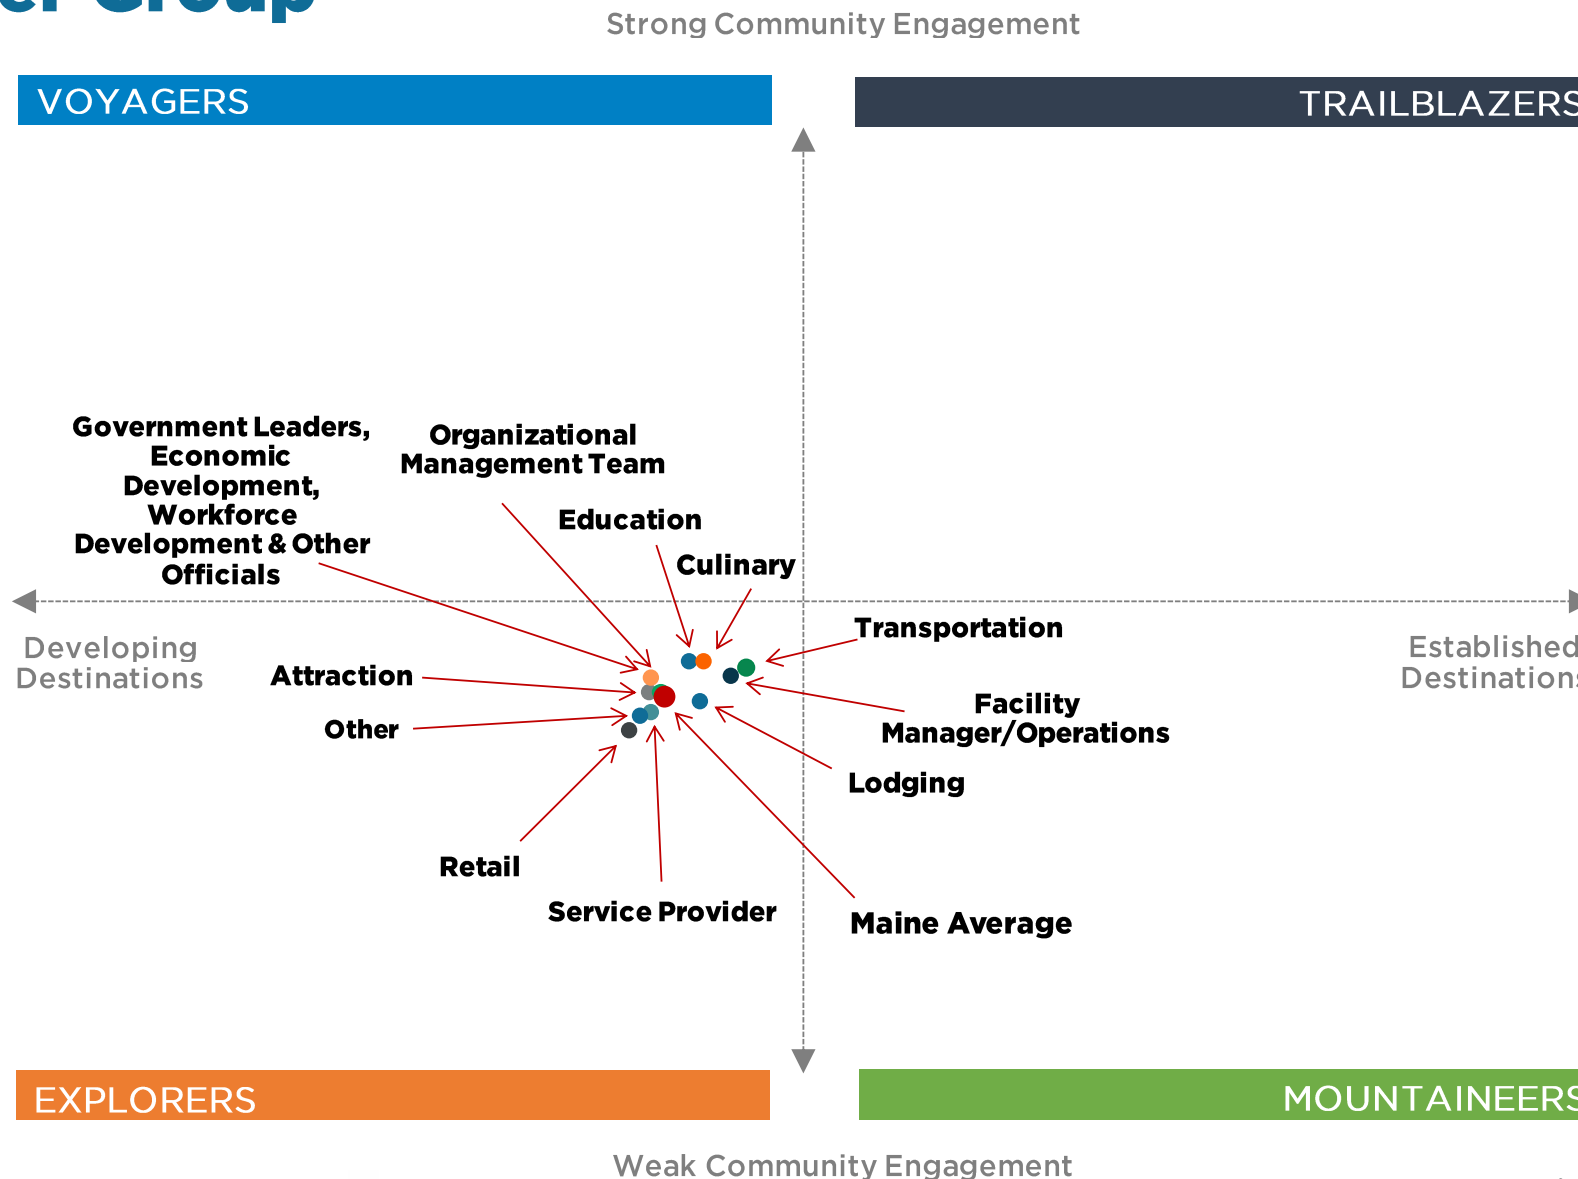 er Group
Strong Community Engagement
VOYAGERS
TRAILBLAZERS
Government Leaders,
Economic
Development,
Workforce
Development & Other
Officials
Organizational
Management Team
Education
Culinary
Developing
Destinations
Transportation
Established
Destinations
Attraction
Other
Facility
Manager/Operations
Lodging
Retail
Service Provider
Maine Average
EXPLORERS
MOUNTAINEERS
Weak Community Engagement